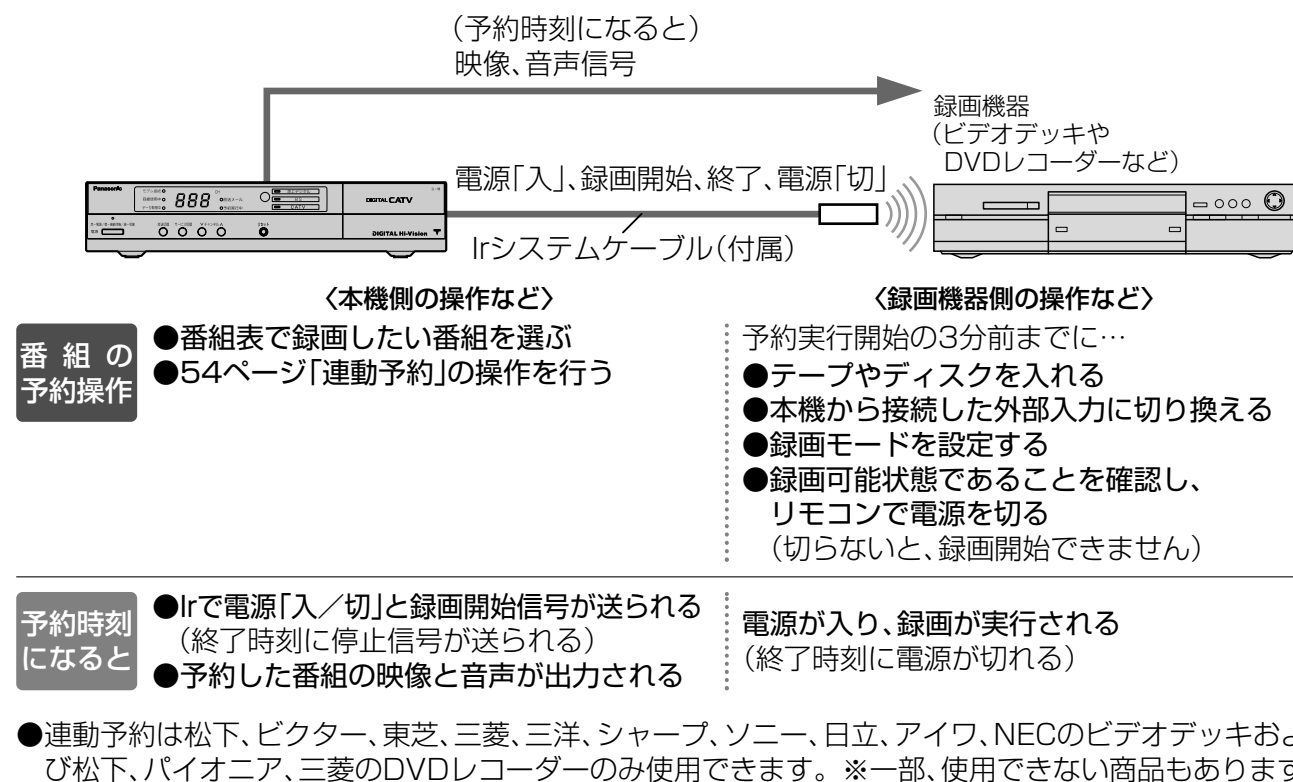 (予約時刻になると)
映像、音声信号
録画機器
(ビデオデッキや
DVDレコーダーなど)
電源「入」、録画開始、終了、電源「切」
Panasonic
888
DIGITAL CATV
DIGITAL Hi-Vision
Irシステムケーブル(付属)
〈本機側の操作など〉
〈録画機器側の操作など〉
番組の
予約操作
●番組表で録画したい番組を選ぶ
●54ページ「連動予約」の操作を行う
予約実行開始の3分前までに…
●テープやディスクを入れる
●本機から接続した外部入力に切り換える
●録画モードを設定する
●録画可能状態であることを確認し、
リモコンで電源を切る
(切らないと、録画開始できません)
予約時刻
になると
●Irで電源「入/切」と録画開始信号が送られる
(終了時刻に停止信号が送られる)
●予約した番組の映像と音声が出力される
電源が入り、録画が実行される
(終了時刻に電源が切れる)
●連動予約は松下、ビクター、東芝、三菱、三洋、シャープ、ソニー、日立、アイワ、NECのビデオデッキおよ
び松下、パイオニア、三菱のDVDレコーダーのみ使用できます。※一部、使用できない商品もあります